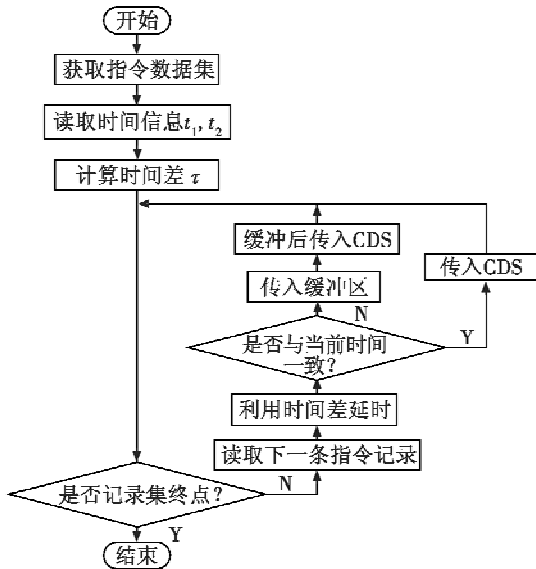 开始
获取指令数据集
读取时间信息t₁,t₂
计算时间差 τ
缓冲后传入CDS
传入缓冲区
传入CDS
N
Y
是否与当前时间
一致?
利用时间差延时
读取下一条指令记录
是否记录集终点?
N
Y
结束